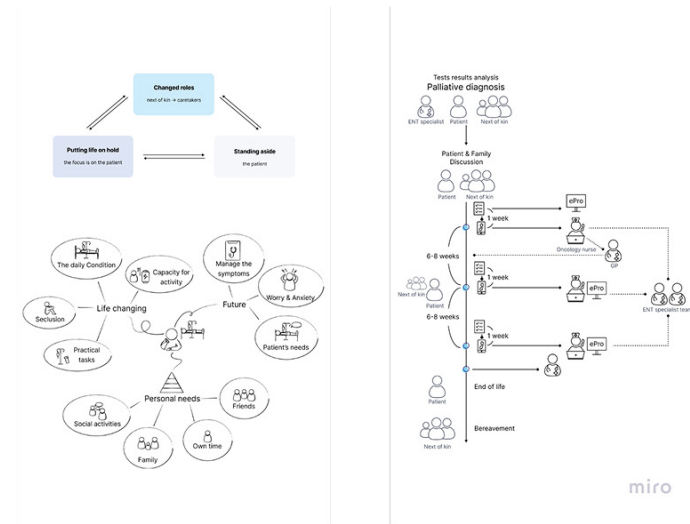 Changed roles
next of kin → caretakers
Putting life on hold
the focus is on the patient
Standing aside
the patient
The daily Condition
Capacity for
activity
Manage the
symptoms
Worry & Anxiety
Seclusion
Life changing
Future
Practical
tasks
Patient's needs
Personal needs
Social activities
Friends
Family
Own time
Tests results analysis
Palliative diagnosis
ENT specialist
Patient
Next of kin
Patient & Family
Discussion
Patient
Next of kin
ePro
1 week
Oncology nurse
6-8 weeks
GP
1 week
ePro
Next of kin
Patient
ENT specialist team
6-8 weeks
1 week
ePro
End of life
Patient
Bereavement
Next of kin
miro